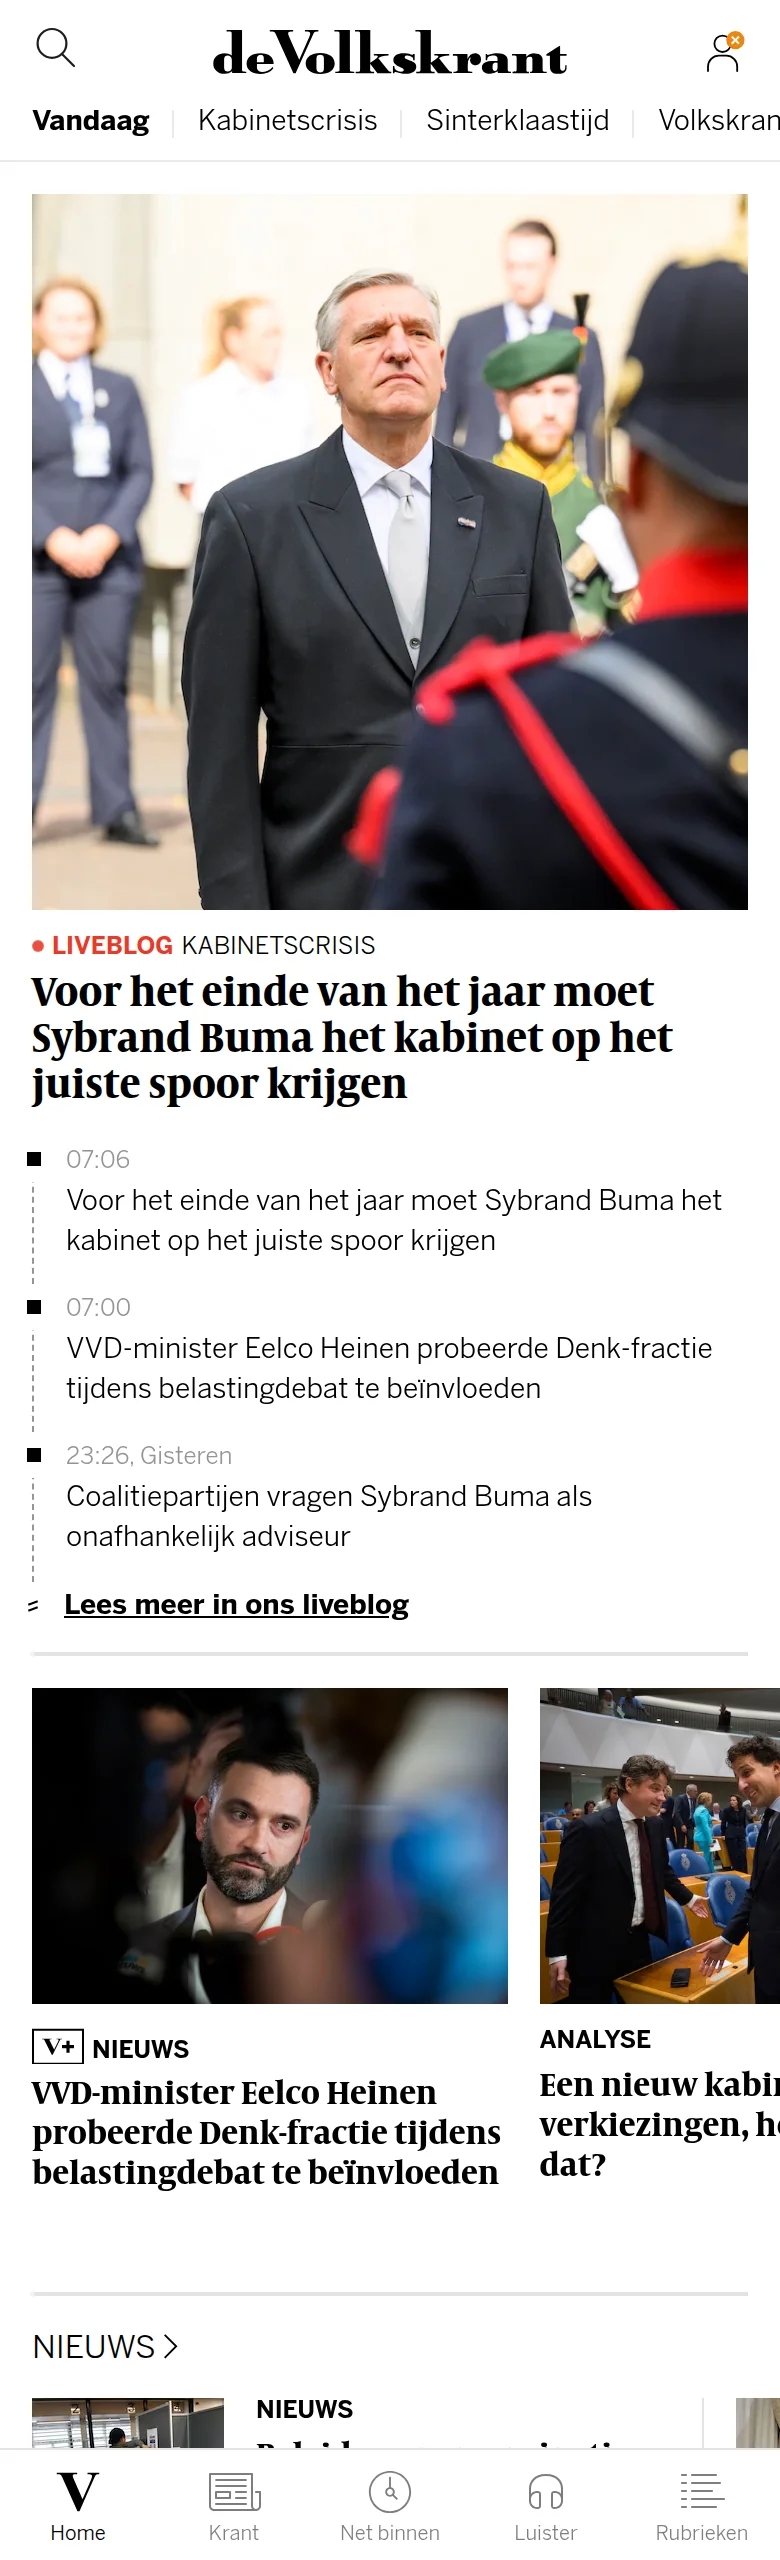 deVolkskrant
Vandaag
Kabinetscrisis
Sinterklaastijd
Volkskran
LIVEBLOG KABINETSCRISIS
Voor het einde van het jaar moet
Sybrand Buma het kabinet op het
juiste spoor krijgen
07:06
Voor het einde van het jaar moet Sybrand Buma het
kabinet op het juiste spoor krijgen
07:00
VVD-minister Eelco Heinen probeerde Denk-fractie
tijdens belastingdebat te beïnvloeden
23:26, Gisteren
Coalitiepartijen vragen Sybrand Buma als
onafhankelijk adviseur
Lees meer in ons liveblog
V+ NIEUWS
VVD-minister Eelco Heinen
probeerde Denk-fractie tijdens
belastingdebat te beïnvloeden
ANALYSE
Een nieuw kabin
verkiezingen, h
dat?
NIEUWS
NIEUWS
V
Home
Krant
Net binnen
Luister
Rubrieken